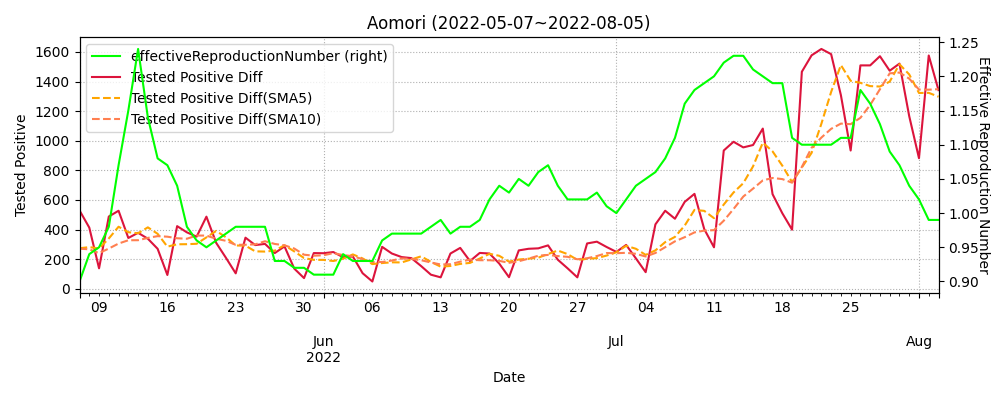 Aomori (2022-05-07~2022-08-05)
effectiveReproductionNumber (right)
Tested Positive Diff
Tested Positive Diff(SMA5)
Tested Positive Diff(SMA10)
Tested Positive
1600
1400
1200
1000
800
600
400
200
0
1.25
1.20
1.15
1.10
1.05
1.00
0.95
0.90
Effective Reproduction Number
09 16 23 30 06 13 20 27 04 11 18 25
Jun Jul Aug
2022
Date